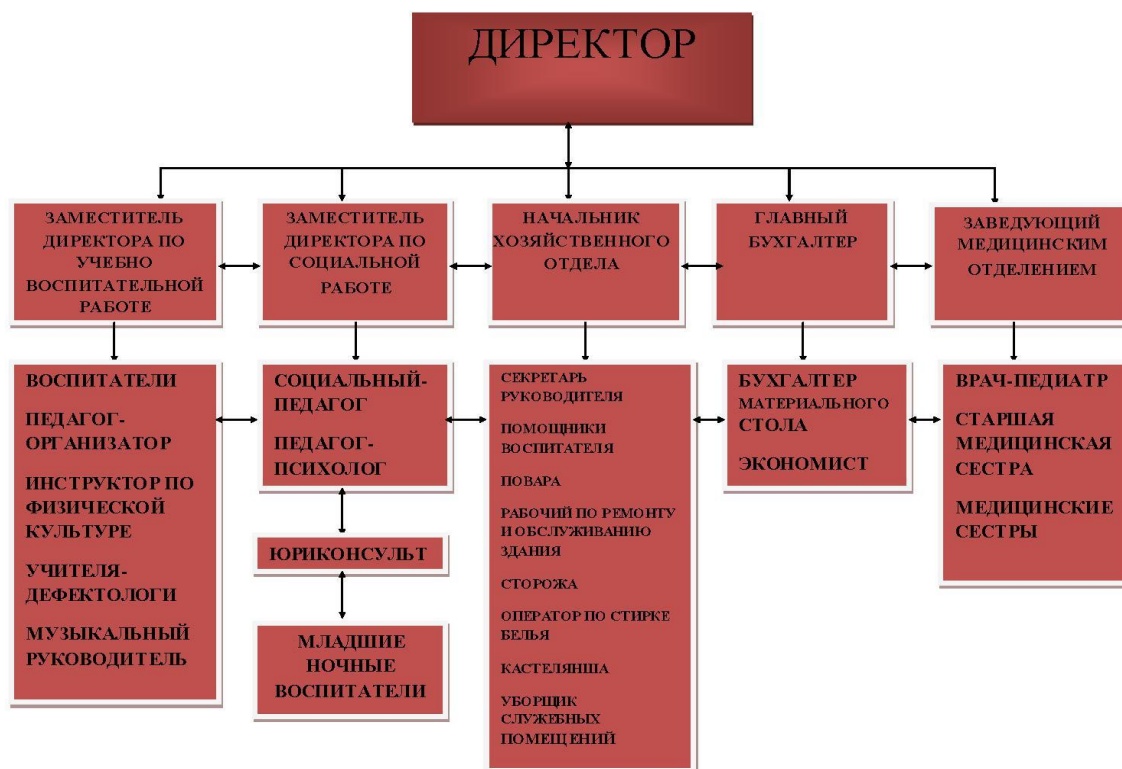 ДИРЕКТОР
ЗАМЕСТИТЕЛЬ
ДИРЕКТОРА ПО
УЧЕБНО
ВОСПИТАТЕЛЬНОЙ
РАБОТЕ
ЗАМЕСТИТЕЛЬ
ДИРЕКТОРА ПО
СОЦИАЛЬНОЙ
РАБОТЕ
НАЧАЛЬНИК
ХОЗЯЙСТВЕННОГО
ОТДЕЛА
ГЛАВНЫЙ
БУХГАЛТЕР
ЗАВЕДУЮЩИЙ
МЕДИЦИНСКИМ
ОТДЕЛЕНИЕМ
ВОСПИТАТЕЛИ
ПЕДАГОГ-
ОРГАНИЗАТОР
ИНСТРУКТОР ПО
ФИЗИЧЕСКОЙ
КУЛЬТУРЕ
УЧИТЕЛЯ-
ДЕФЕКТОЛОГИ
МУЗЫКАЛЬНЫЙ
РУКОВОДИТЕЛЬ
СОЦИАЛЬНЫЙ-
ПЕДАГОГ
ПЕДАГОГ-
ПСИХОЛОГ
ЮРИКОНСУЛЬТ
МЛАДШИЕ
НОЧНЫЕ
ВОСПИТАТЕЛИ
СЕКРЕТАРЬ
РУКОВОДИТЕЛЯ
ПОМОЩНИКИ
ВОСПИТАТЕЛЯ
ПОВАРА
РАБОЧИЙ ПО РЕМОНТУ
И ОБСЛУЖИВАНИЮ
ЗДАНИЯ
СТОРОЖА
ОПЕРАТОР ПО СТИРКЕ
БЕЛЬЯ
КАСТЕЛЯНША
УБОРЩИК
СЛУЖЕБНЫХ
ПОМЕЩЕНИЙ
БУХГАЛТЕР
МАТЕРИАЛЬНОГО
СТОЛА
ЭКОНОМИСТ
ВРАЧ-ПЕДИАТР
СТАРШАЯ
МЕДИЦИНСКАЯ
СЕСТРА
МЕДИЦИНСКИЕ
СЕСТРЫ